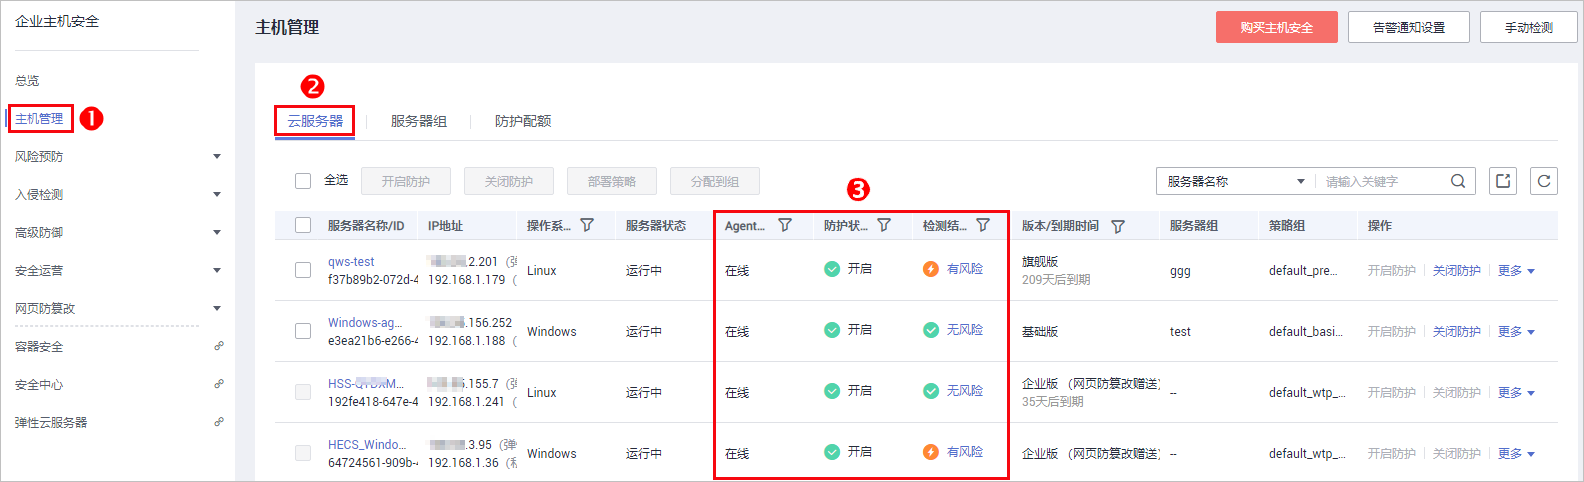 企业主机安全
总览
主机管理
1
风险预防
入侵检测
高级防御
安全运营
网页防篡改
容器安全
安全中心
弹性云服务器
主机管理
购买主机安全
告警通知设置
手动检测
2
云服务器
服务器组
防护配额
全选
开启防护
关闭防护
部署策略
分配到组
3
服务器名称
请输入关键字
服务器名称/ID IP地址 操作系... 服务器状态 Agent... 防护状... 检测结... 版本/到期时间 服务器组 策略组 操作
qws-test .2.201（弹 Linux 运行中 在线 开启 有风险 旗舰版 ggg default_pre... 开启防护 关闭防护 更多
f37b89b2-072d-4 192.168.1.179（ 209天后到期
Windows-ag... .156.252 Windows 运行中 在线 开启 无风险 基础版 test default_basi... 开启防护 关闭防护 更多
e3ea21b6-e266-4 192.168.1.188（
HSS- M... .155.7（弹 Linux 运行中 在线 开启 无风险 企业版 （网页防篡改赠送） -- default_wtp_... 开启防护 关闭防护 更多
192fe418-647e-4 192.168.1.241（ 35天后到期
HECS_Windo... .3.95（弹 Windows 运行中 在线 开启 有风险 企业版 （网页防篡改赠送） -- default_wtp_... 开启防护 关闭防护 更多
64724561-909b-4 192.168.1.36（私